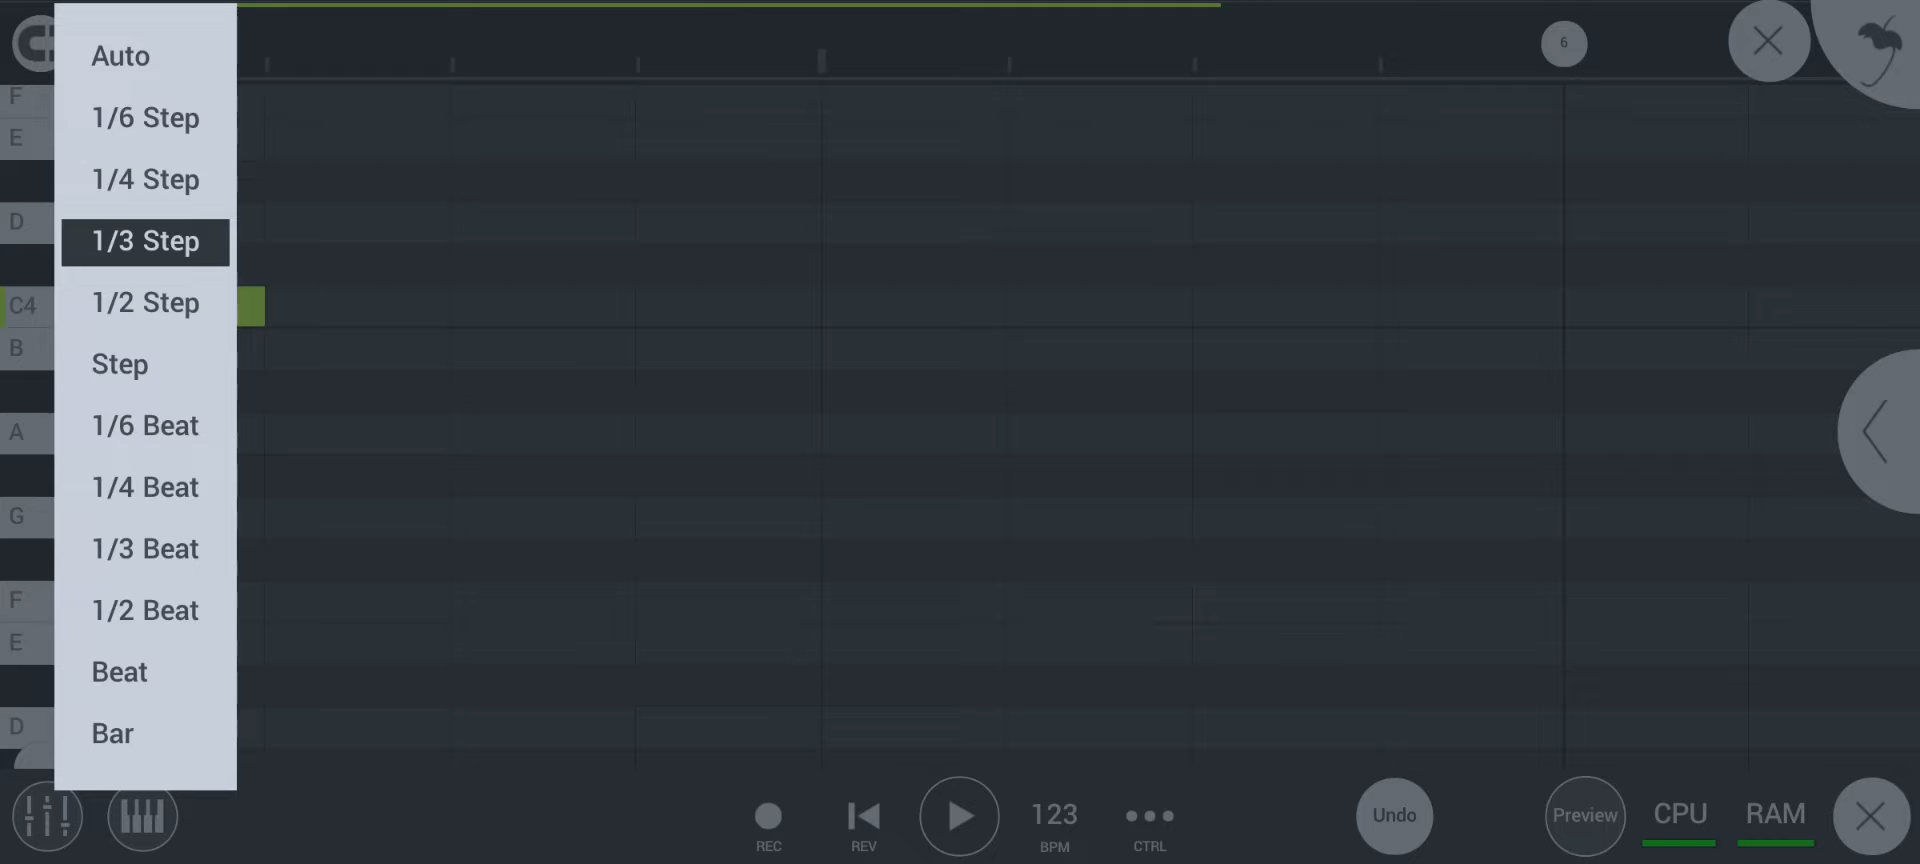 Auto
1/6 Step
1/4 Step
1/3 Step
1/2 Step
Step
1/6 Beat
1/4 Beat
1/3 Beat
1/2 Beat
Beat
Bar
6
F
E
D
C4
B
A
G
F
E
D
REC
REV
123
BPM
CTRL
Undo
Preview
CPU
RAM